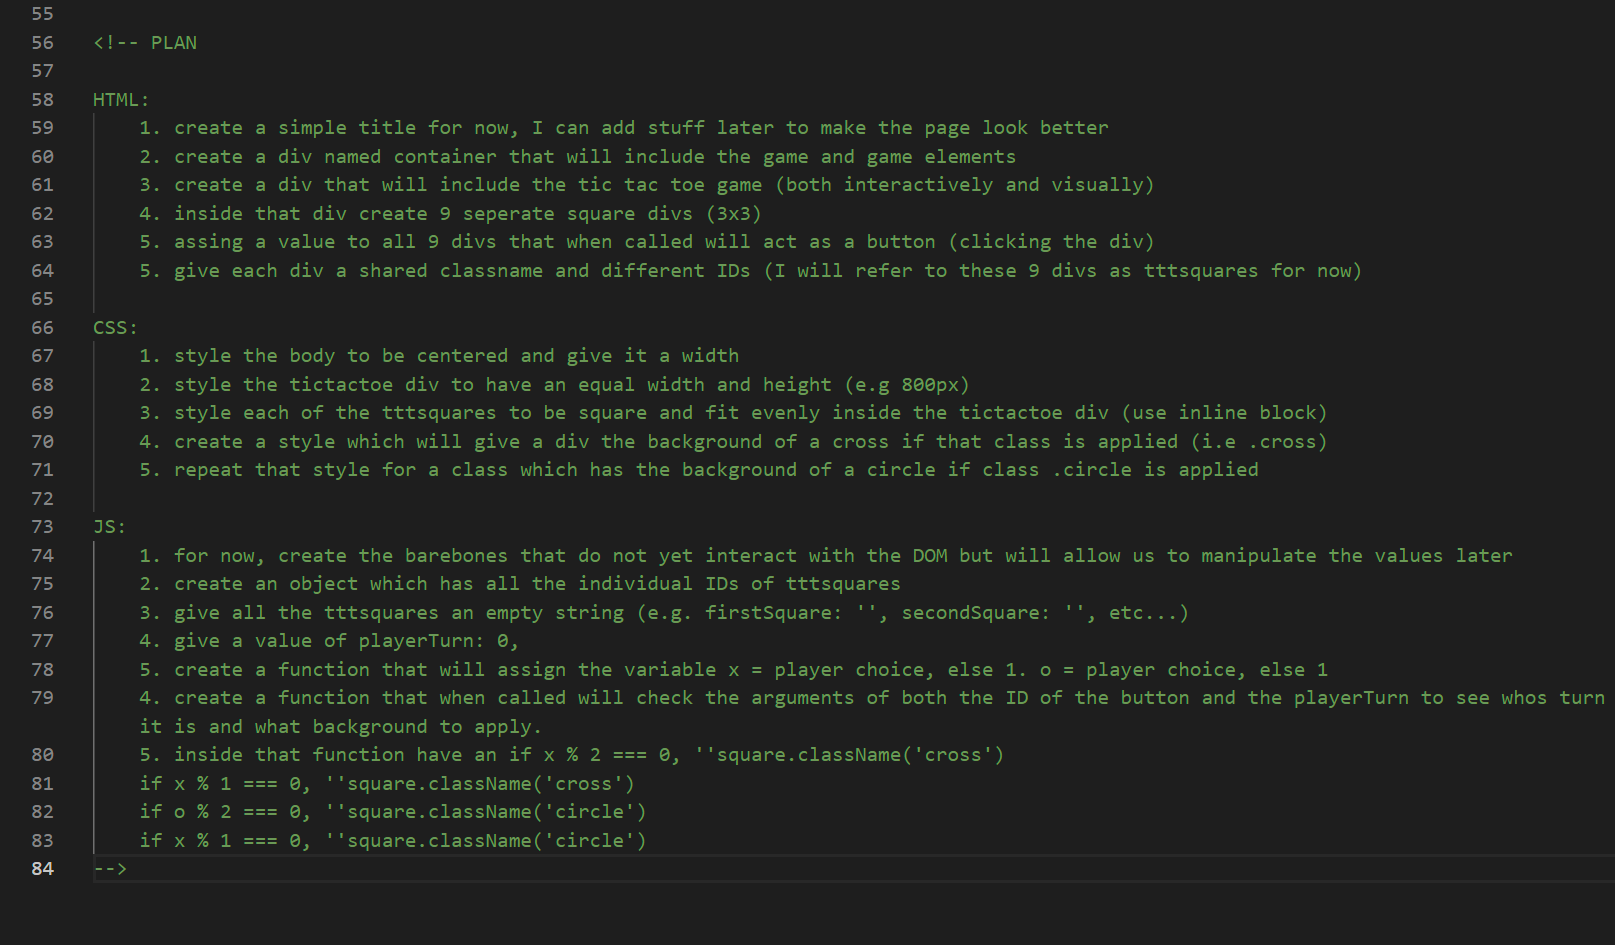 55
56 <!-- PLAN
57
58 HTML:
59 1. create a simple title for now, I can add stuff later to make the page look better
60 2. create a div named container that will include the game and game elements
61 3. create a div that will include the tic tac toe game (both interactively and visually)
62 4. inside that div create 9 seperate square divs (3x3)
63 5. assing a value to all 9 divs that when called will act as a button (clicking the div)
64 5. give each div a shared classname and different IDs (I will refer to these 9 divs as tttsquares for now)
65
66 CSS:
67 1. style the body to be centered and give it a width
68 2. style the tictactoe div to have an equal width and height (e.g 800px)
69 3. style each of the tttsquares to be square and fit evenly inside the tictactoe div (use inline block)
70 4. create a style which will give a div the background of a cross if that class is applied (i.e .cross)
71 5. repeat that style for a class which has the background of a circle if class .circle is applied
72
73 JS:
74 1. for now, create the barebones that do not yet interact with the DOM but will allow us to manipulate the values later
75 2. create an object which has all the individual IDs of tttsquares
76 3. give all the tttsquares an empty string (e.g. firstSquare: '', secondSquare: '', etc...)
77 4. give a value of playerTurn: 0,
78 5. create a function that will assign the variable x = player choice, else 1. o = player choice, else 1
79 4. create a function that when called will check the arguments of both the ID of the button and the playerTurn to see whos turn
it is and what background to apply.
80 5. inside that function have an if x % 2 === 0, ''square.className('cross')
81 if x % 1 === 0, ''square.className('cross')
82 if o % 2 === 0, ''square.className('circle')
83 if x % 1 === 0, ''square.className('circle')
84 -->